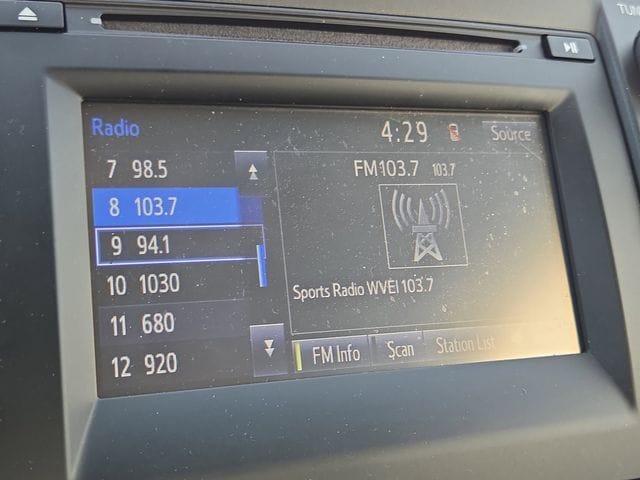 TUN
Radio
4:29
Source
7 98.5
8 103.7
9 94.1
10 1030
11 680
12 920
FM103.7 103.7
Sports Radio WVEI 103.7
FM Info
Scan
Station List